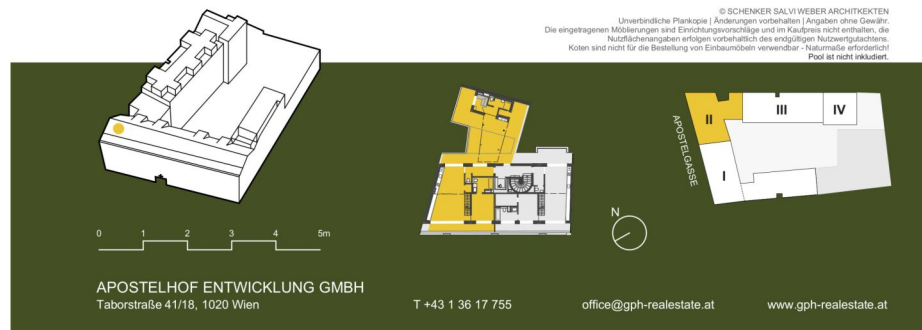 © SCHENKER SALVI WEBER ARCHITKEKTEN
Unverbindliche Plankopie | Änderungen vorbehalten | Angaben ohne Gewähr.
Die eingetragenen Möblierungen sind Einrichtungsvorschläge und im Kaufpreis nicht enthalten, die
Nutzflächenangaben erfolgen vorbehaltlich des endgültigen Nutzwertgutachtens.
Koten sind nicht für die Bestellung von Einbaumöbeln verwendbar - Naturmaße erforderlich!
Pool ist nicht inkludiert.
II
III
IV
APOSTELGASSE
I
N
0 1 2 3 4 5m
APOSTELHOF ENTWICKLUNG GMBH
Taborstraße 41/18, 1020 Wien
T +43 1 36 17 755
office@gph-realestate.at
www.gph-realestate.at